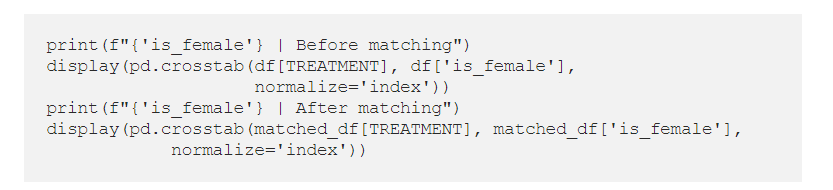 print(f"{'is_female'} | Before matching")
display(pd.crosstab(df[TREATMENT], df['is_female'],
                    normalize='index'))
print(f"{'is_female'} | After matching")
display(pd.crosstab(matched_df[TREATMENT], matched_df['is_female'],
            normalize='index'))